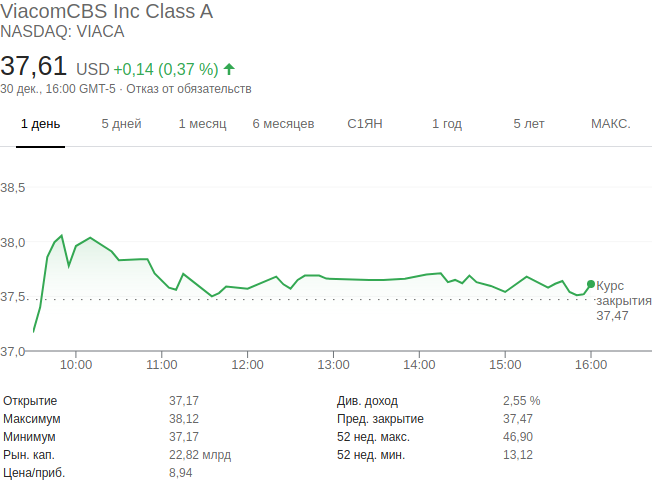 ViacomCBS Inc Class A
NASDAQ: VIACA
37,61 USD +0,14 (0,37 %)
30 дек., 16:00 GMT-5 · Отказ от обязательств
1 день 5 дней 1 месяц 6 месяцев С1ЯН 1 год 5 лет МАКС.
38,5
38,0
37,5
37,0
Курс
закрытия
37,47
10:00 11:00 12:00 13:00 14:00 15:00 16:00
Открытие 37,17 Див. доход 2,55 %
Максимум 38,12 Пред. закрытие 37,47
Минимум 37,17 52 нед. макс. 46,90
Рын. кап. 22,82 млрд 52 нед. мин. 13,12
Цена/приб. 8,94